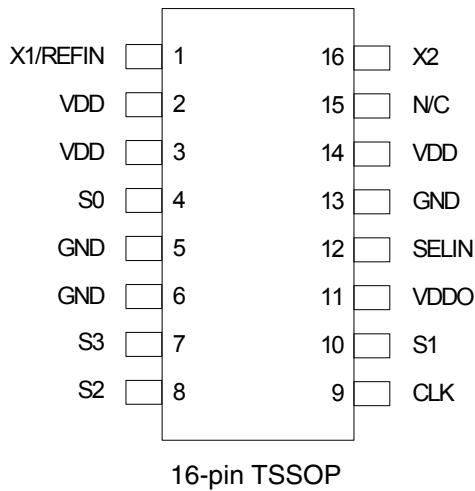 X1/REFIN 1 16 X2
VDD 2 15 N/C
VDD 3 14 VDD
S0 4 13 GND
GND 5 12 SELIN
GND 6 11 VDDO
S3 7 10 S1
S2 8 9 CLK
16-pin TSSOP